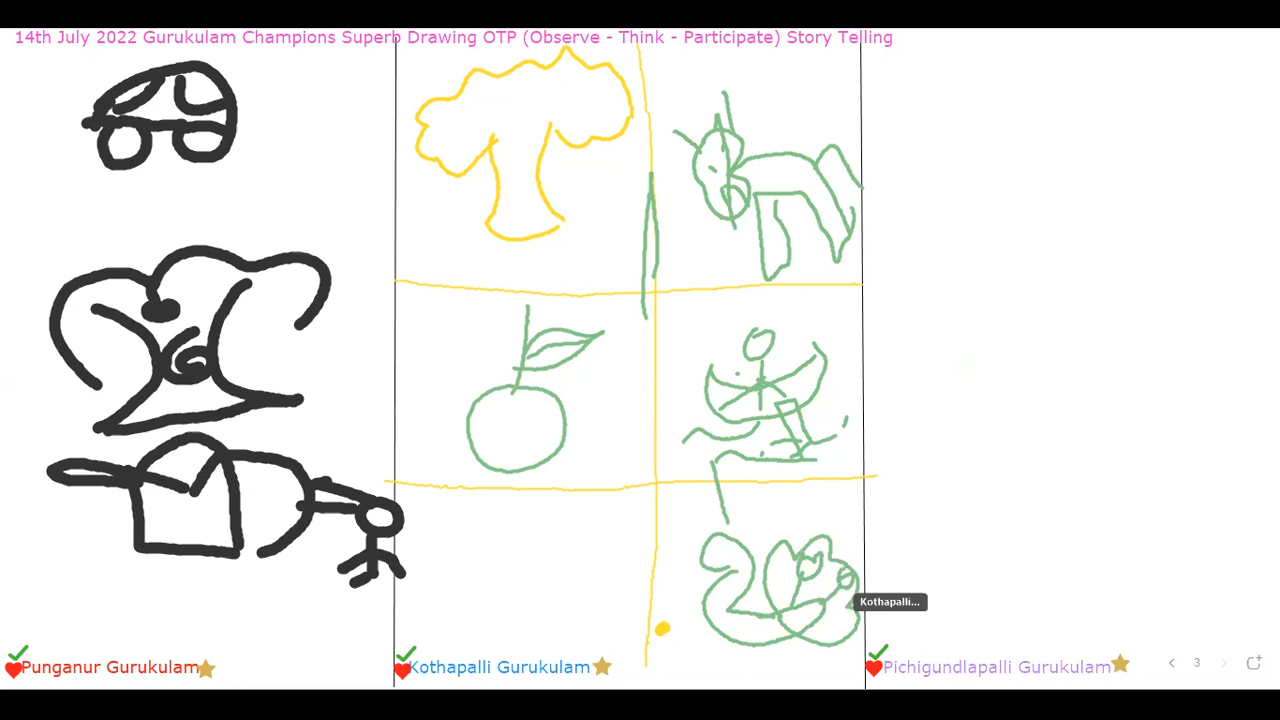 14th July 2022 Gurukulam Champions Superb Drawing OTP (Observe - Think - Participate) Story Telling
Kothapalli...
Punganur Gurukulam
Kothapalli Gurukulam
Pichigundlapalli Gurukulam
3